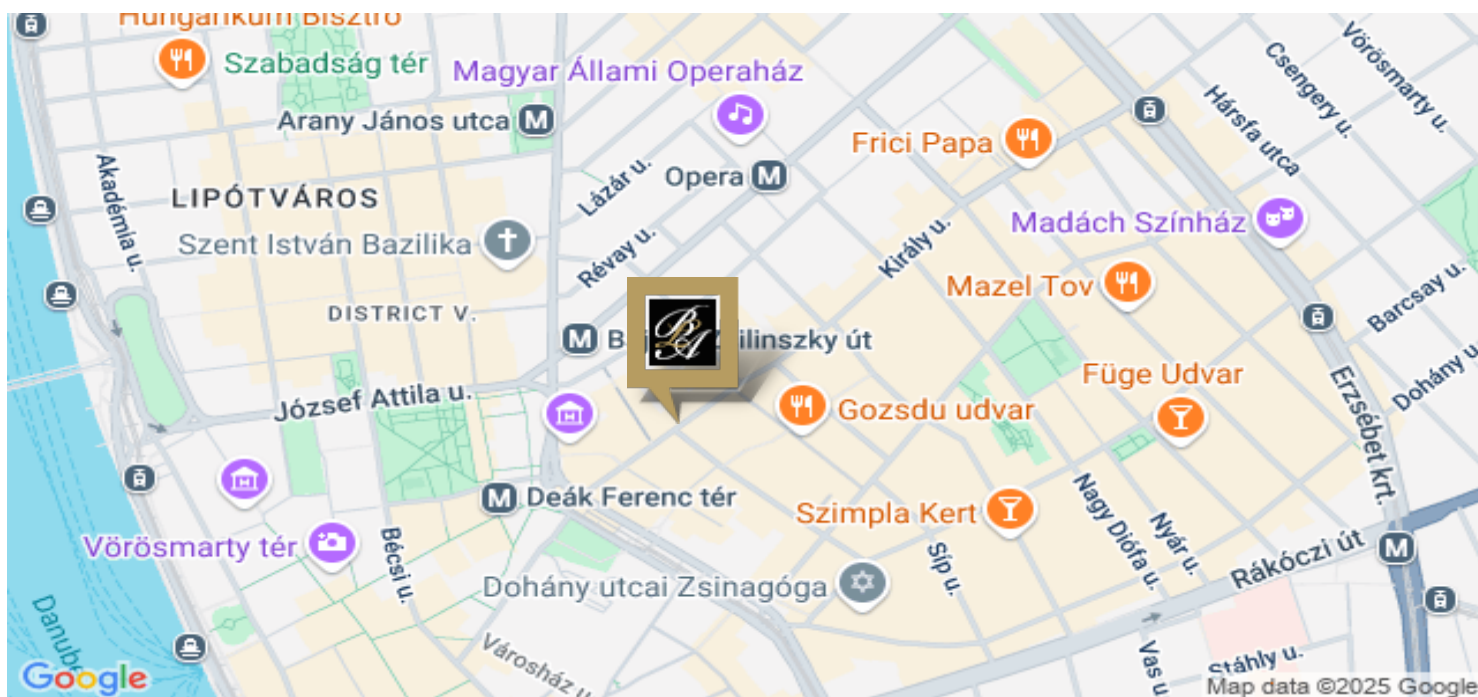 Hungarikum Bisztró
Szabadság tér
Magyar Állami Operaház
Arany János utca
M
Frici Papa
Csengery u.
Vörösmarty u.
Hársfa utca
Akadémia u.
LIPÓTVÁROS
Lázár u.
Opera
M
Madách Színház
Szent István Bazilika
Révay u.
Király u.
Mazel Tov
Barcsay u.
DISTRICT V.
M
B
ilinszky út
BA
Füge Udvar
Dohány u.
József Attila u.
Gozsdu udvar
Erzsébet krt.
M
Deák Ferenc tér
Szimpla Kert
Nagy Diófa u.
Nyár u.
Vörösmarty tér
Bécsi u.
Síp u.
Rákóczi út
M
Dohány utcai Zsinagóga
Danube
Városház u
Vas u
Stáhly u.
Google
Map data ©2025 Google